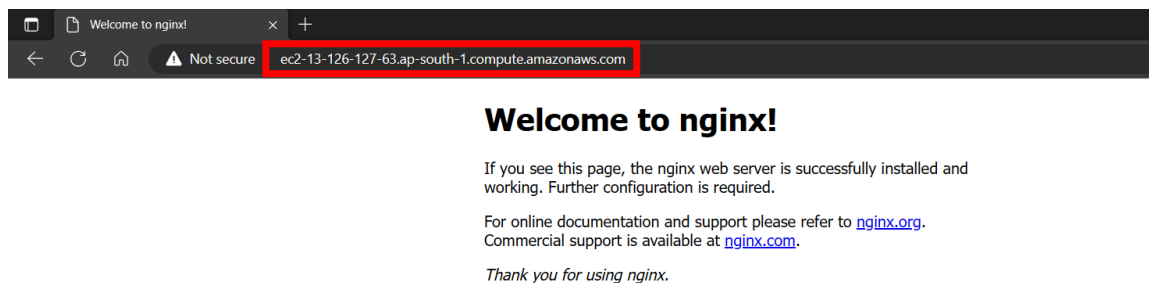 Welcome to nginx!
Not secure ec2-13-126-127-63.ap-south-1.compute.amazonaws.com
Welcome to nginx!
If you see this page, the nginx web server is successfully installed and
working. Further configuration is required.
For online documentation and support please refer to nginx.org.
Commercial support is available at nginx.com.
Thank you for using nginx.